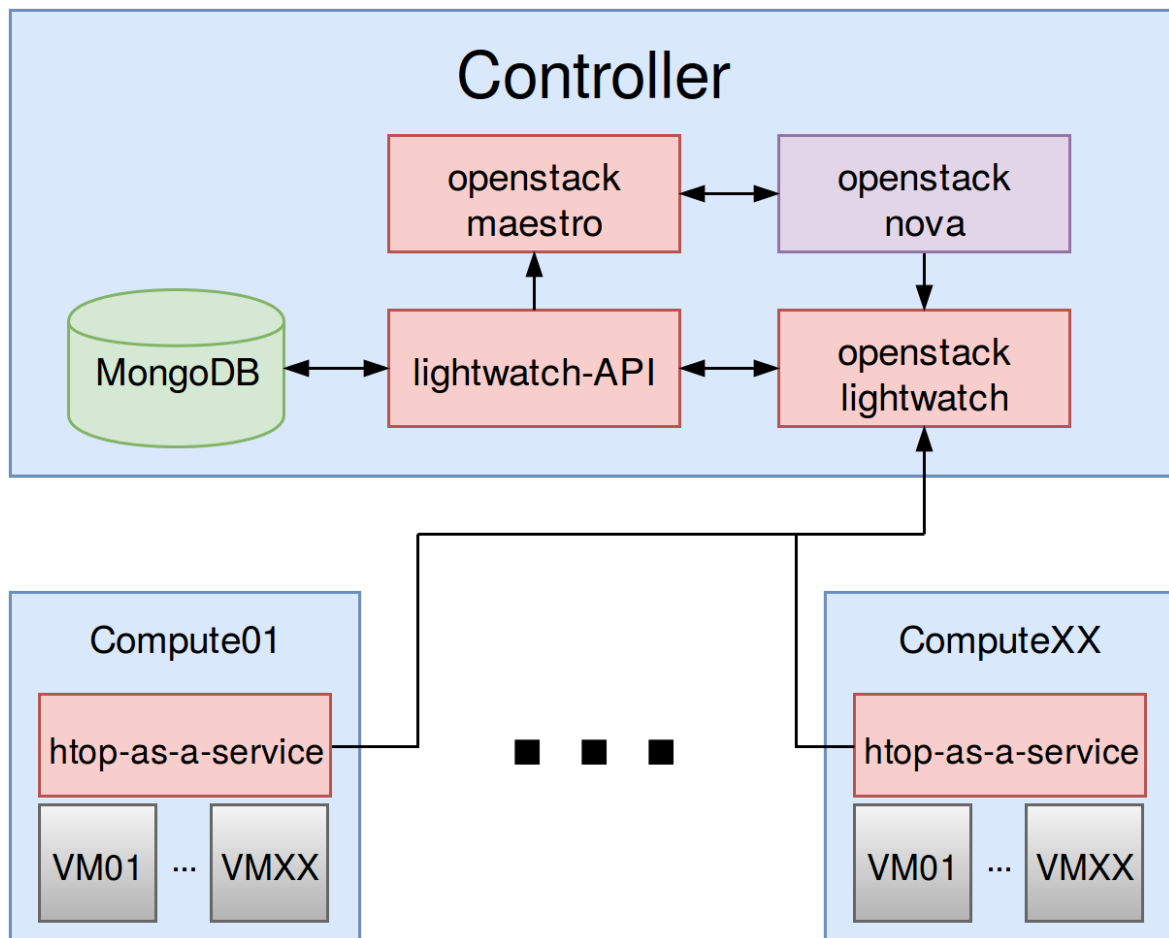 Controller
openstack
maestro
openstack
nova
MongoDB
lightwatch-API
openstack
lightwatch
Compute01
ComputeXX
htop-as-a-service
htop-as-a-service
VM01 ... VMXX
VM01 ... VMXX